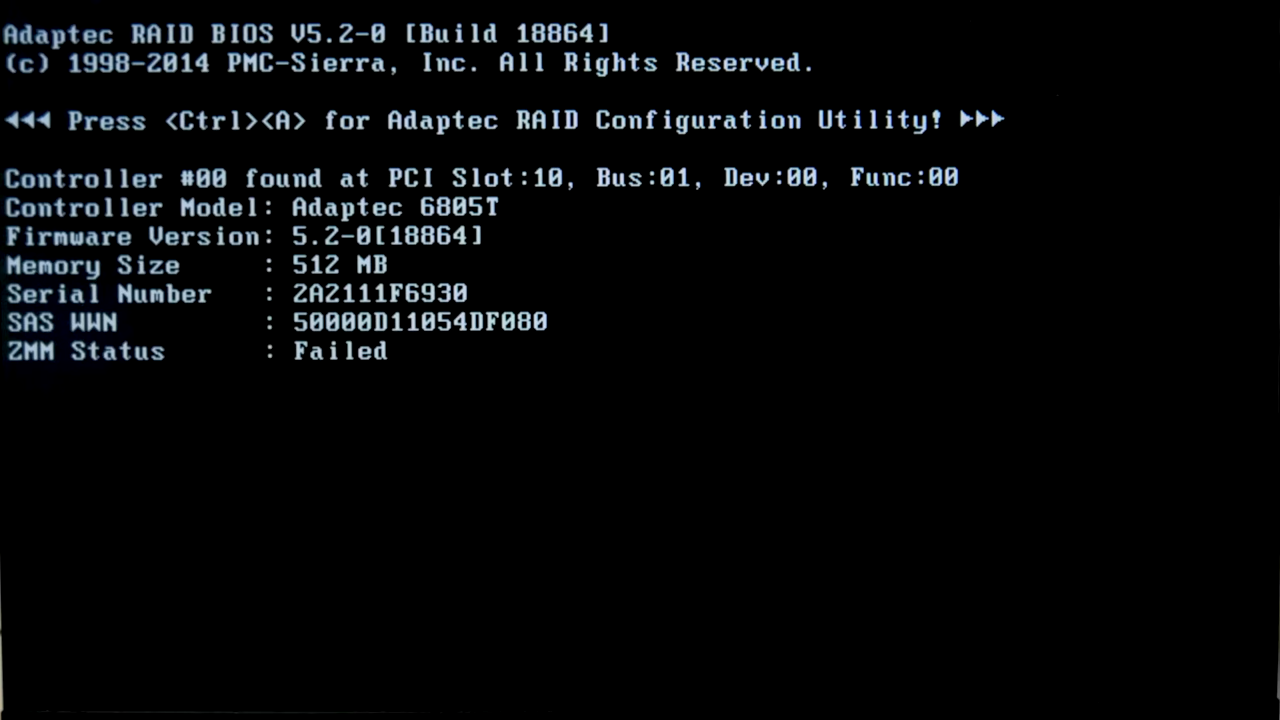 Adaptec RAID BIOS V5.2-0 [Build 18864]
(c) 1998-2014 PMC-Sierra, Inc. All Rights Reserved.
◄◄◄ Press <Ctrl><A> for Adaptec RAID Configuration Utility! ►►►
Controller #00 found at PCI Slot:10, Bus:01, Dev:00, Func:00
Controller Model: Adaptec 6805T
Firmware Version: 5.2-0[18864]
Memory Size : 512 MB
Serial Number : 2A2111F6930
SAS WWN : 50000D11054DF080
ZMM Status : Failed